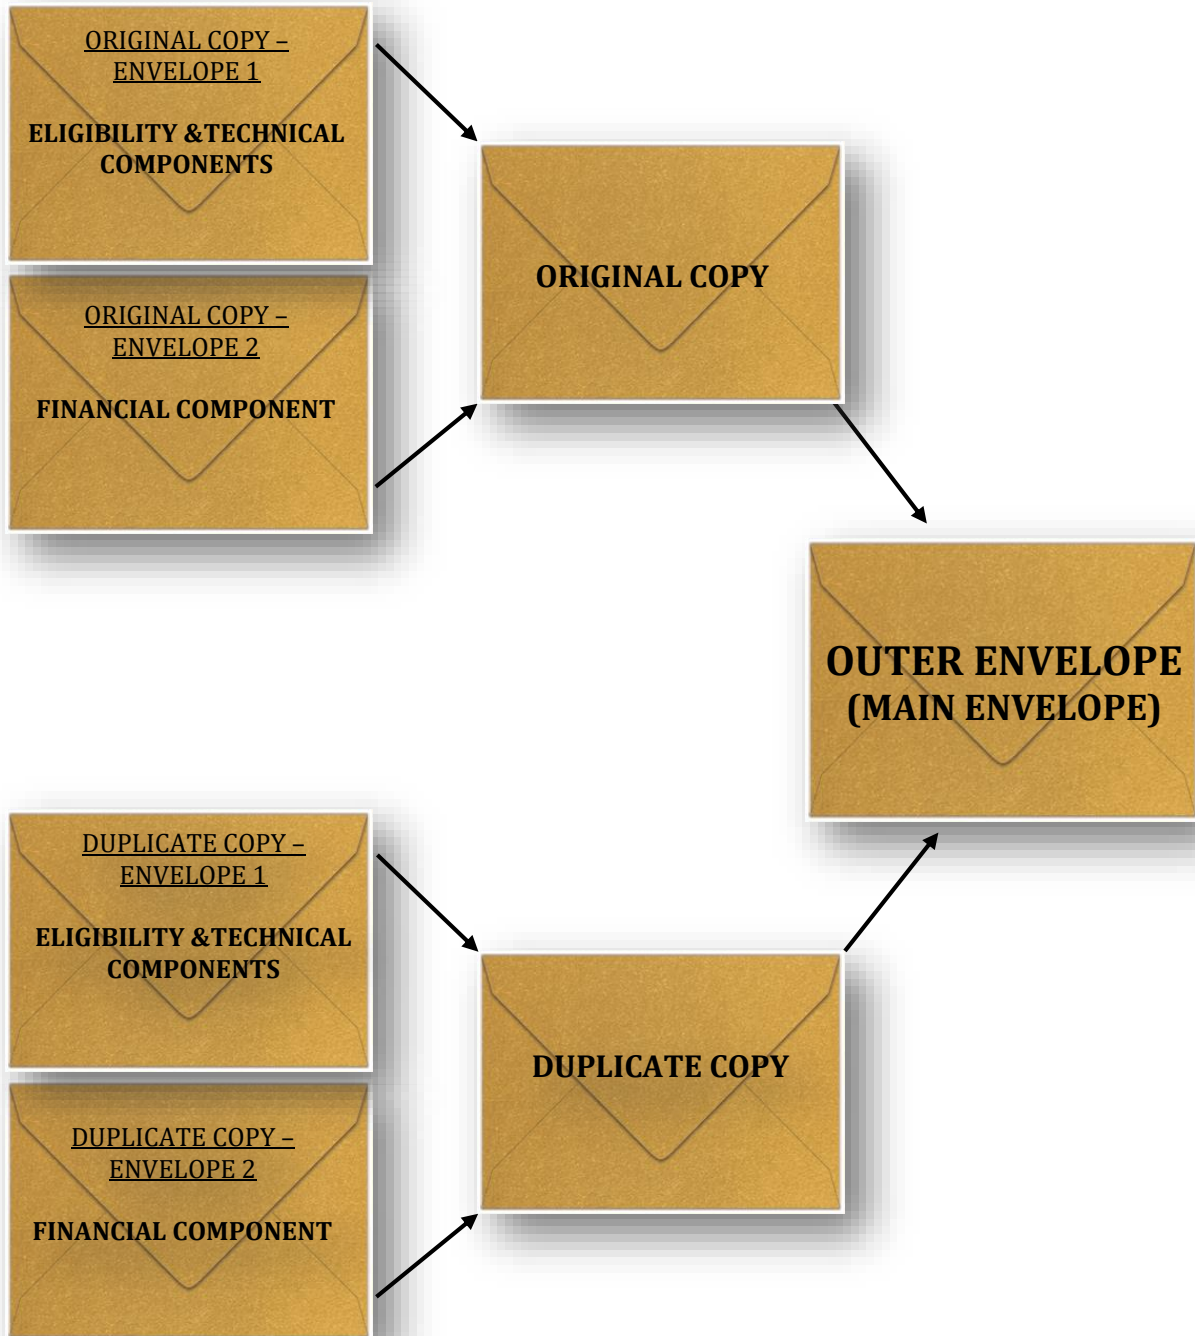 ORIGINAL COPY –
ENVELOPE 1
ELIGIBILITY &TECHNICAL
COMPONENTS
ORIGINAL COPY –
ENVELOPE 2
FINANCIAL COMPONENT
ORIGINAL COPY
OUTER ENVELOPE
(MAIN ENVELOPE)
DUPLICATE COPY –
ENVELOPE 1
ELIGIBILITY &TECHNICAL
COMPONENTS
DUPLICATE COPY –
ENVELOPE 2
FINANCIAL COMPONENT
DUPLICATE COPY